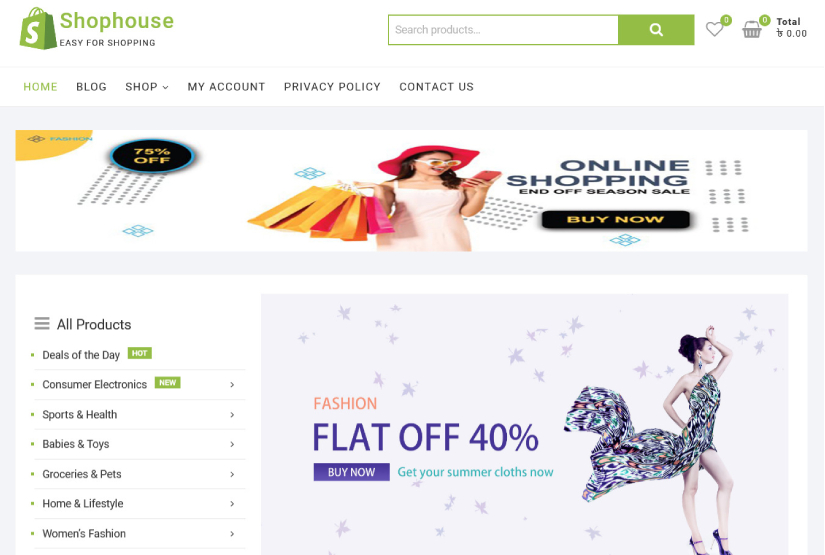 Shophouse
EASY FOR SHOPPING
Search products...
0
0
Total
৳ 0.00
HOME BLOG SHOP MY ACCOUNT PRIVACY POLICY CONTACT US
FASHION
75%
OFF
ONLINE
SHOPPING
END OFF SEASON SALE
BUY NOW
All Products
Deals of the Day HOT
Consumer Electronics NEW
Sports & Health
Babies & Toys
Groceries & Pets
Home & Lifestyle
Women's Fashion
FASHION
FLAT OFF 40%
BUY NOW Get your summer cloths now